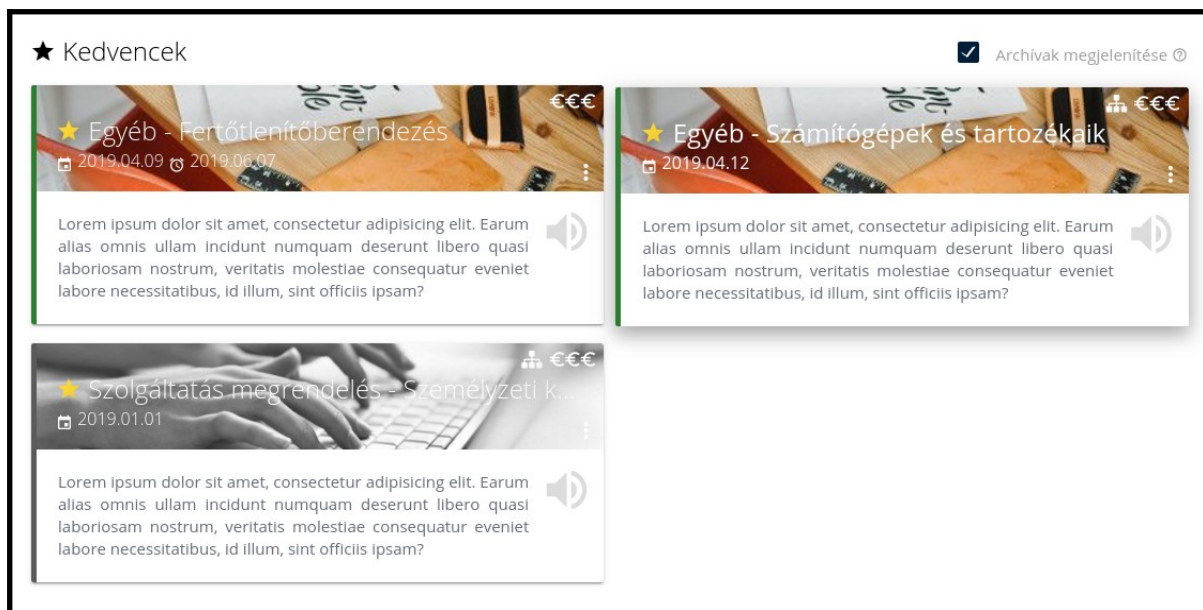 Kedvencek
Archívak megjelenítése
€€€
Egyéb - Fertőtlenítőberendezés
2019.04.09 2019.06.07
Lorem ipsum dolor sit amet, consectetur adipisicing elit. Earum
alias omnis ullam incidunt numquam deserunt libero quasi
laboriosam nostrum, veritatis molestiae consequatur eveniet
labore necessitatibus, id illum, sint officiis ipsam?
€€€
Egyéb - Számítógépek és tartozékaik
2019.04.12
Lorem ipsum dolor sit amet, consectetur adipisicing elit. Earum
alias omnis ullam incidunt numquam deserunt libero quasi
laboriosam nostrum, veritatis molestiae consequatur eveniet
labore necessitatibus, id illum, sint officiis ipsam?
€€€
Szolgáltatás megrendelés - Személyzeti k...
2019.01.01
Lorem ipsum dolor sit amet, consectetur adipisicing elit. Earum
alias omnis ullam incidunt numquam deserunt libero quasi
laboriosam nostrum, veritatis molestiae consequatur eveniet
labore necessitatibus, id illum, sint officiis ipsam?